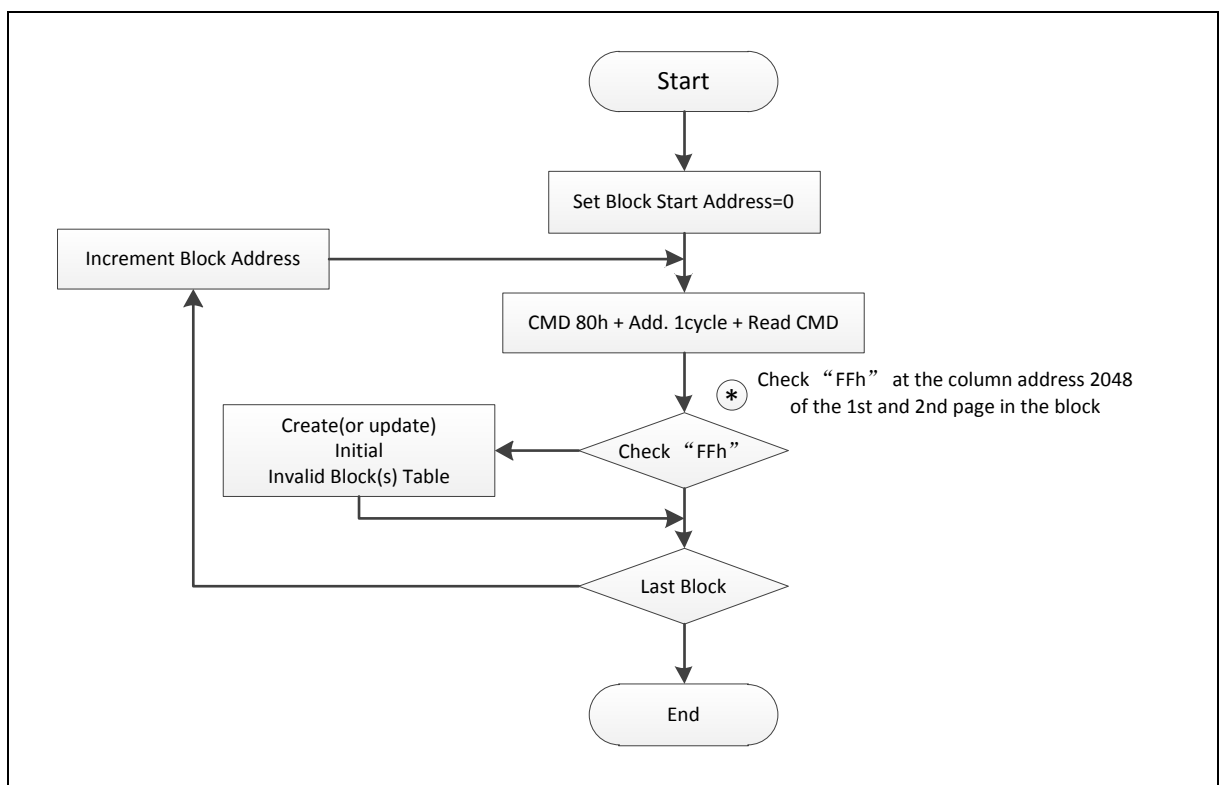 Start
Set Block Start Address=0
Increment Block Address
CMD 80h + Add. 1cycle + Read CMD
* Check “FFh” at the column address 2048
of the 1st and 2nd page in the block
Create(or update)
Initial
Invalid Block(s) Table
Check “FFh”
Last Block
End